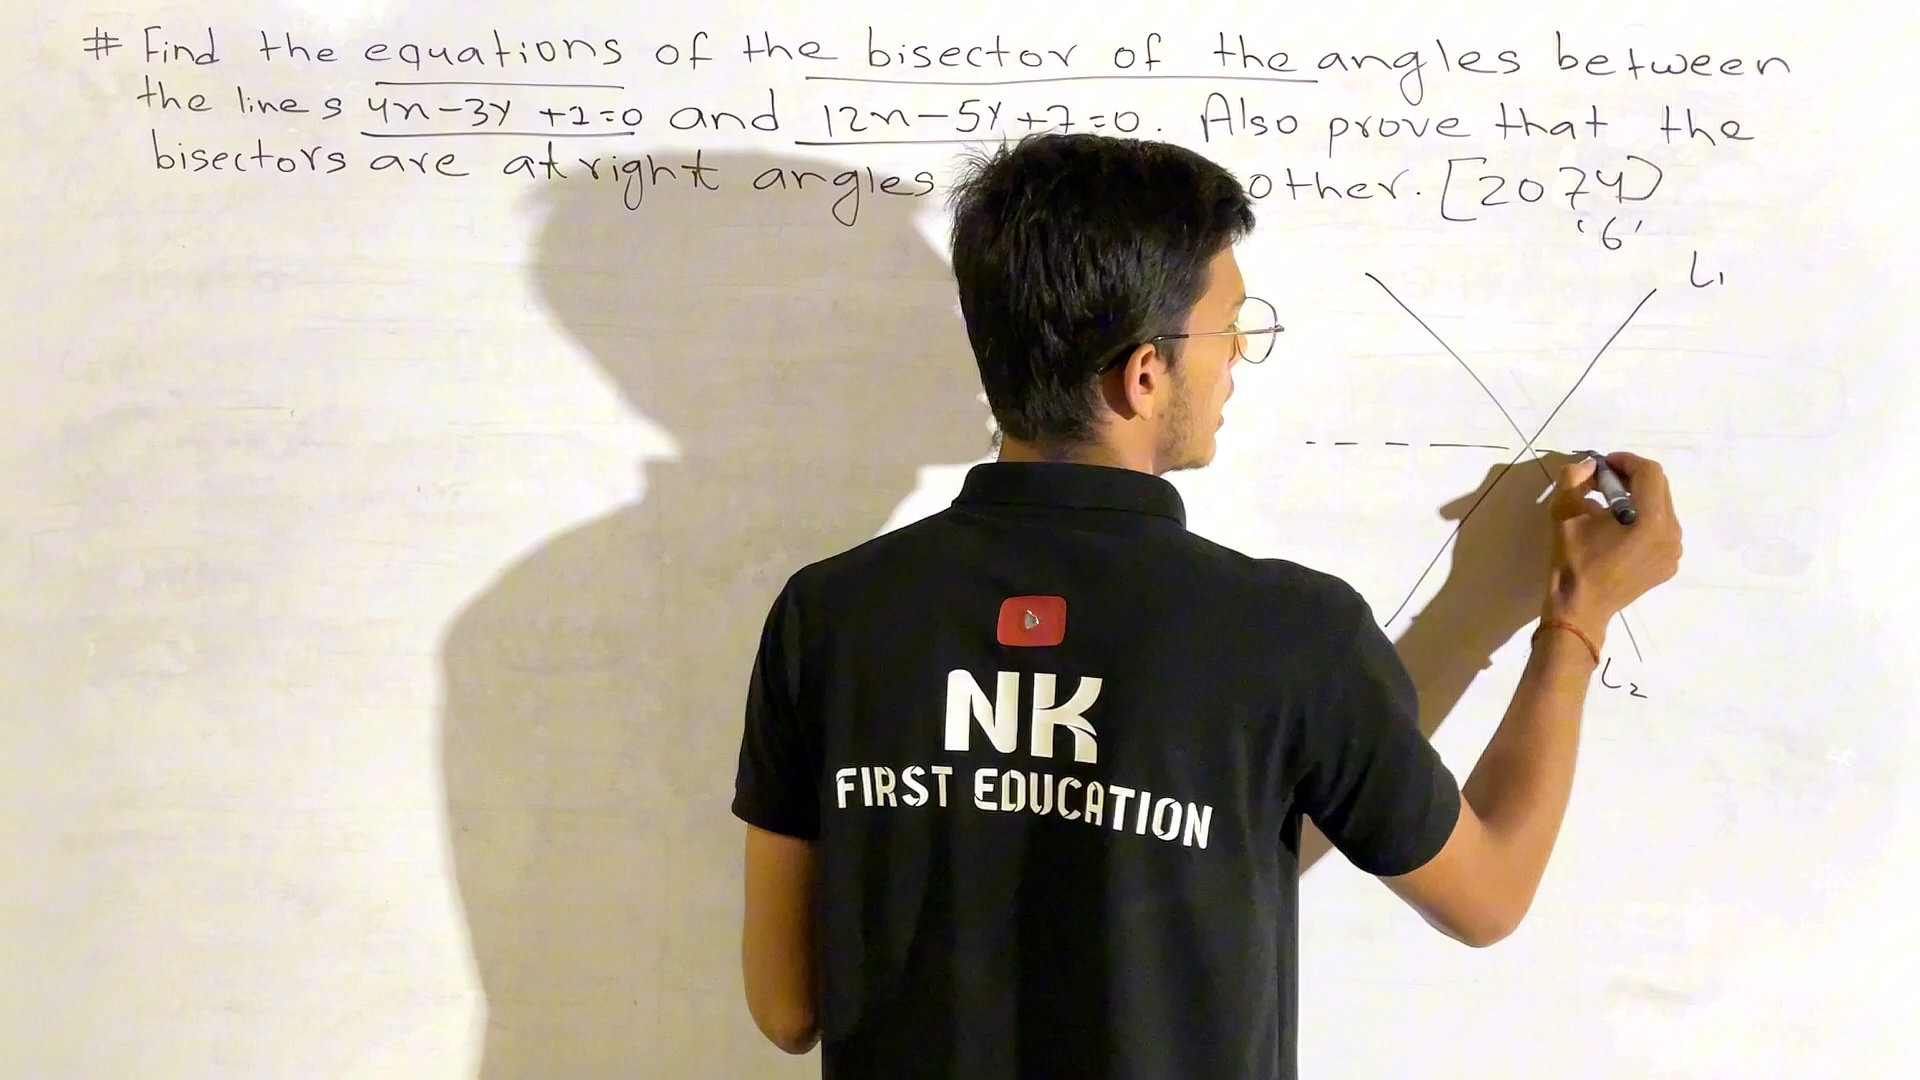 # Find the equations of the bisector of the angles between
the lines 4x-3y +1=0 and 12x-5y+7=0. Also prove that the
bisectors are at right angles other. [2074]
'6'
L1
L2
NK
FIRST EDUCATION